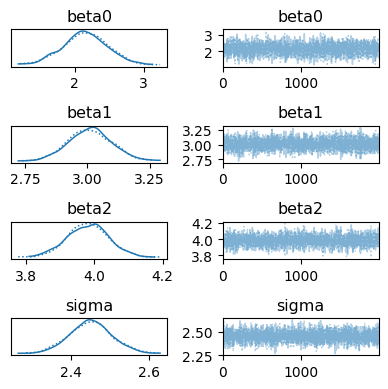 beta0 beta0
3
2
2 3 0 1000
beta1 beta1
3.25
3.00
2.75
2.75 3.00 3.25 0 1000
beta2 beta2
4.2
4.0
3.8
3.8 4.0 4.2 0 1000
sigma sigma
2.50
2.25
2.4 2.6 0 1000